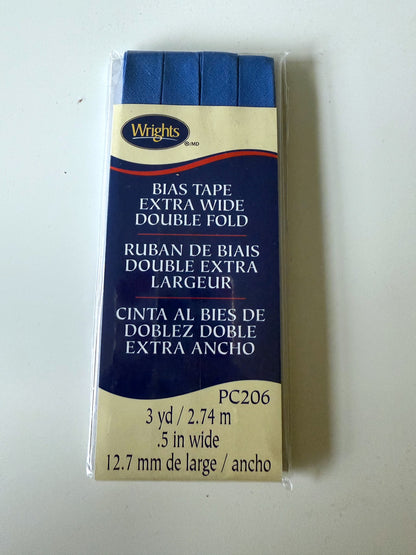 Wrights
®/MD
BIAS TAPE
EXTRA WIDE
DOUBLE FOLD
RUBAN DE BIAIS
DOUBLE EXTRA
LARGEUR
CINTA AL BIES DE
DOBLEZ DOBLE
EXTRA ANCHO
PC206
3 yd / 2.74 m
.5 in wide
12.7 mm de large / ancho